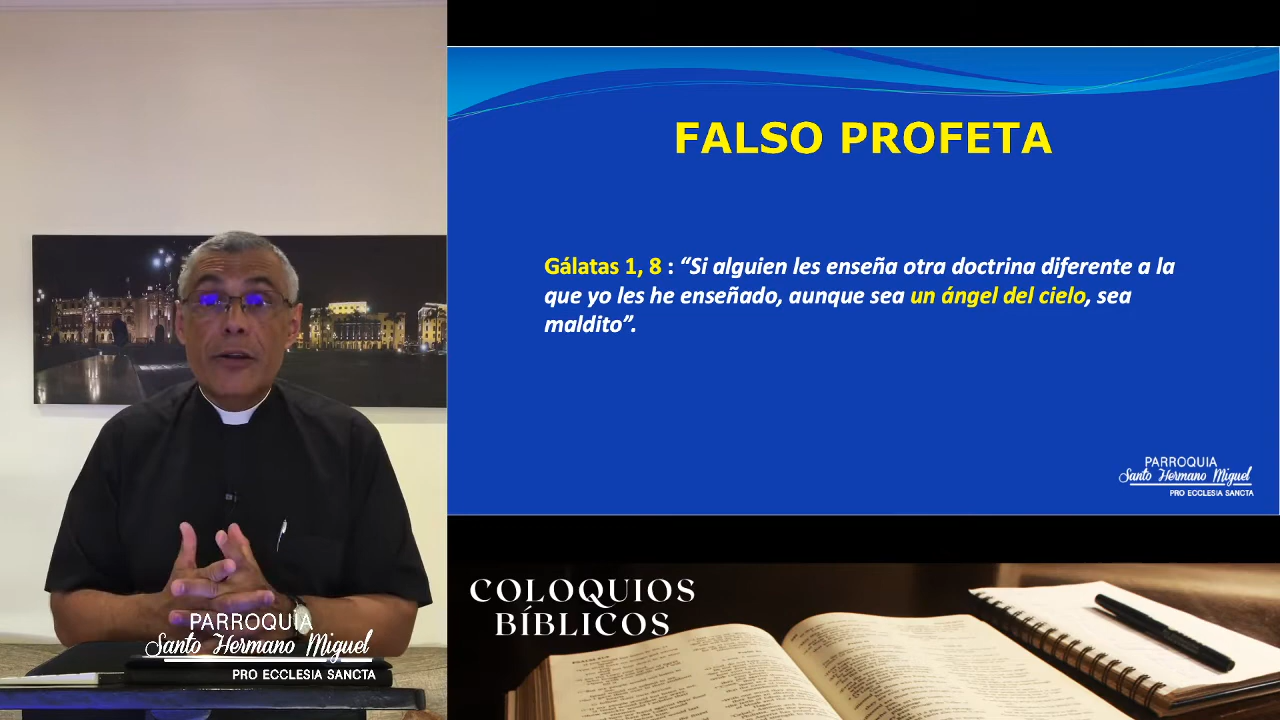 FALSO PROFETA
Gálatas 1, 8 : “Si alguien les enseña otra doctrina diferente a la
que yo les he enseñado, aunque sea un ángel del cielo, sea
maldito”.
PARROQUIA
Santo Hermano Miguel
PRO ECCLESIA SANCTA
COLOQUIOS
BÍBLICOS
PARROQUIA
Santo Hermano Miguel
PRO ECCLESIA SANCTA